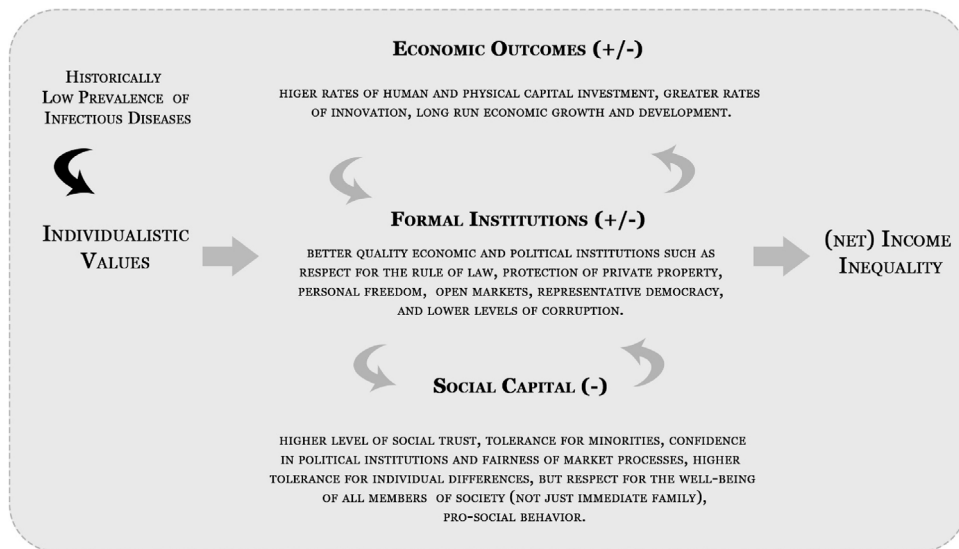 Economic Outcomes (+/-)
Historically
Low Prevalence of
Infectious Diseases
higer rates of human and physical capital investment, greater rates
of innovation, long run economic growth and development.
Individualistic
Values
Formal Institutions (+/-)
better quality economic and political institutions such as
respect for the rule of law, protection of private property,
personal freedom, open markets, representative democracy,
and lower levels of corruption.
(net) Income
Inequality
Social Capital (-)
higher level of social trust, tolerance for minorities, confidence
in political institutions and fairness of market processes, higher
tolerance for individual differences, but respect for the well-being
of all members of society (not just immediate family),
pro-social behavior.